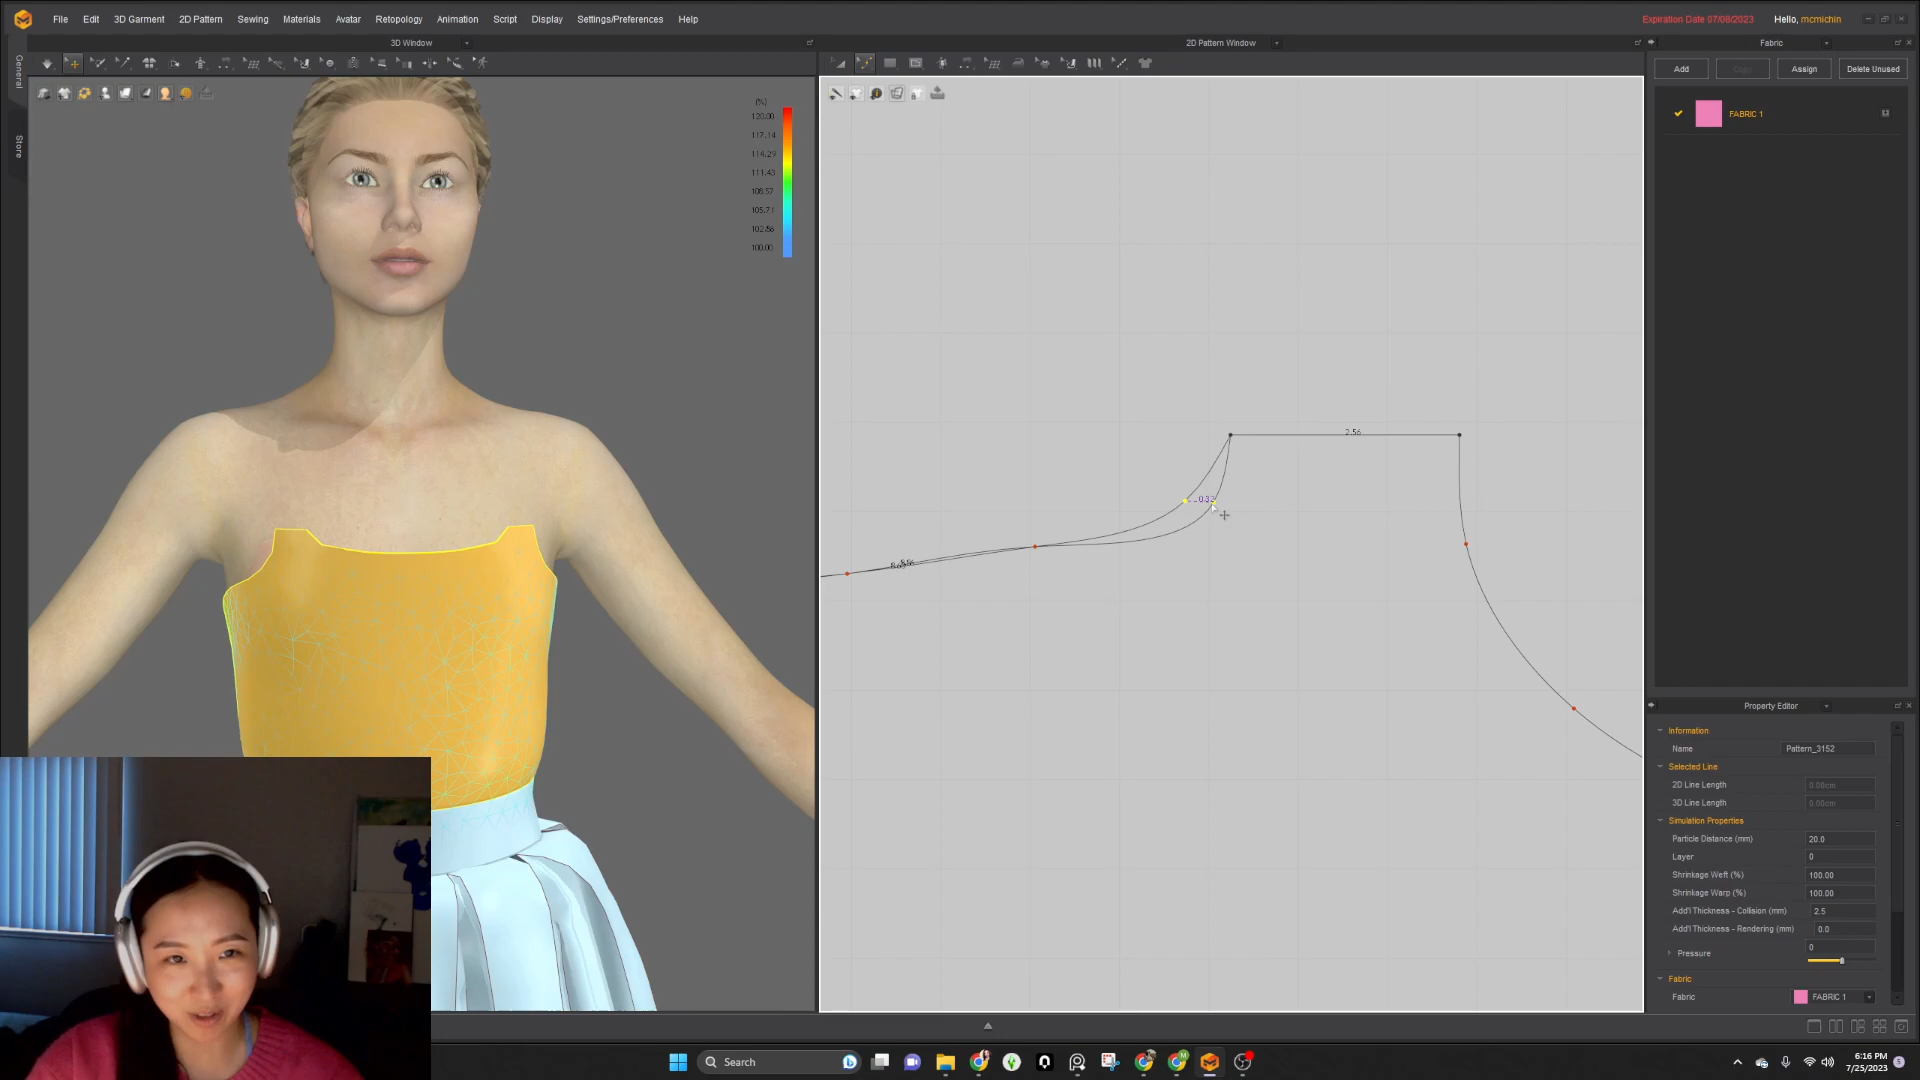 File Edit 3D Garment 2D Pattern Sewing Materials Avatar Retopology Animation Script Display Settings/Preferences Help
Expiration Date 07/08/2023 Hello, mcmichin
3D Window
2D Pattern Window
Fabric
General
Store
Add
Assign
Delete Unused
FABRIC 1
(%)
120.00
117.14
114.29
111.43
108.57
105.71
102.86
100.00
2.56
Property Editor
Information
Name Pattern_3152
Selected Line
2D Line Length 0.00cm
3D Line Length 0.00cm
Simulation Properties
Particle Distance (mm) 20.0
Layer 0
Shrinkage Weft (%) 100.00
Shrinkage Warp (%) 100.00
Add'l Thickness - Collision (mm) 2.5
Add'l Thickness - Rendering (mm) 0.0
Pressure 0
Fabric
Fabric FABRIC 1
Search
6:16 PM
7/25/2023